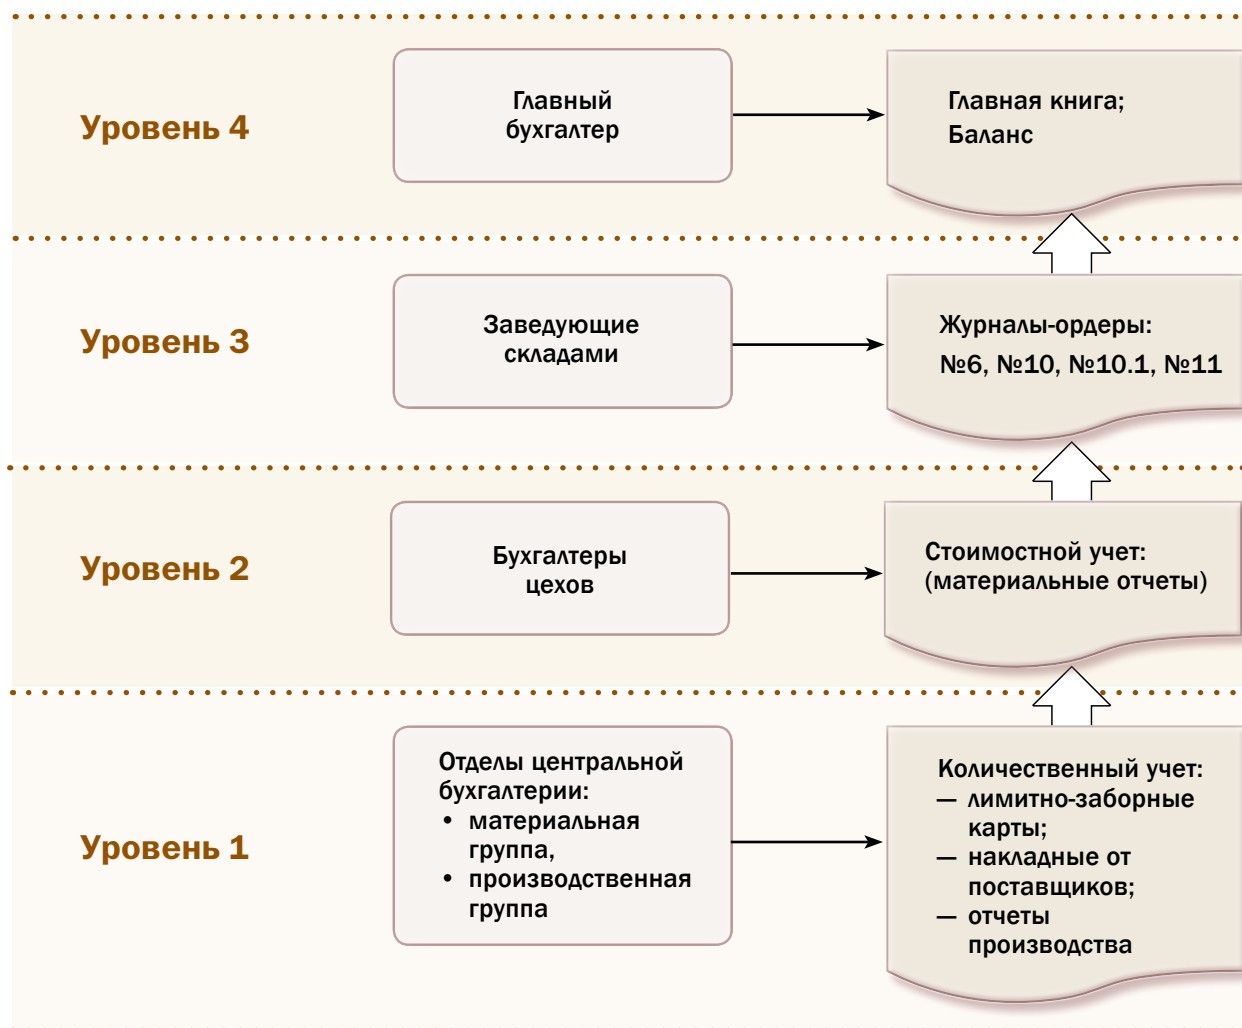 Уровень 4
Главный
бухгалтер
Главная книга;
Баланс
Уровень 3
Заведующие
складами
Журналы-ордеры:
№6, №10, №10.1, №11
Уровень 2
Бухгалтеры
цехов
Стоимостной учет:
(материальные отчеты)
Уровень 1
Отделы центральной
бухгалтерии:
• материальная
группа,
• производственная
группа
Количественный учет:
— лимитно-заборные
карты;
— накладные от
поставщиков;
— отчеты
производства